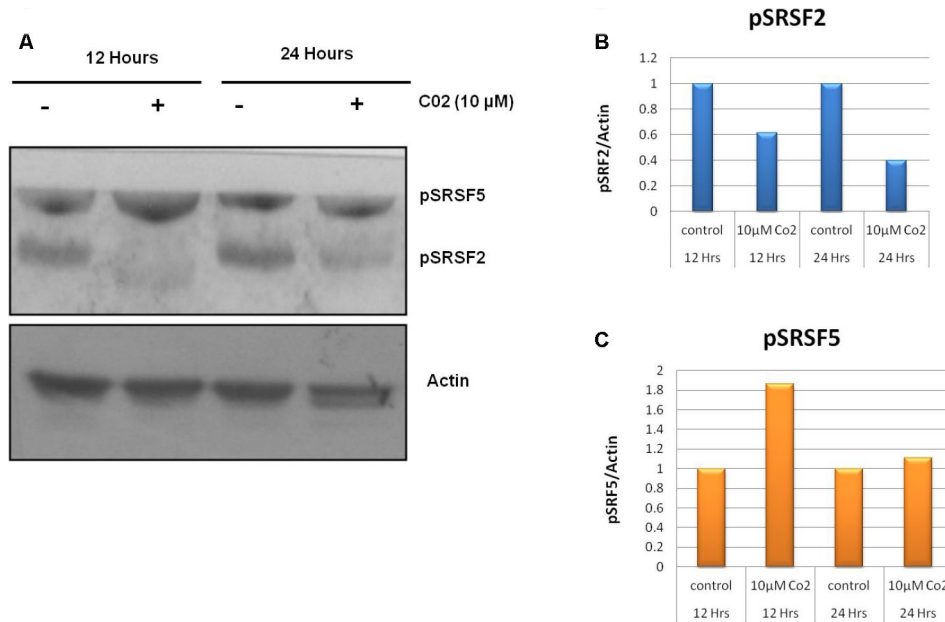 A
12 Hours 24 Hours
- + - + C02 (10 µM)
pSRSF5
pSRSF2
Actin
B
pSRSF2
pSRF2/Actin
1.2
1
0.8
0.6
0.4
0.2
0
control 10µM Co2 control 10µM Co2
12 Hrs 12 Hrs 24 Hrs 24 Hrs
C
pSRSF5
pSRF5/Actin
2
1.8
1.6
1.4
1.2
1
0.8
0.6
0.4
0.2
0
control 10µM Co2 control 10µM Co2
12 Hrs 12 Hrs 24 Hrs 24 Hrs